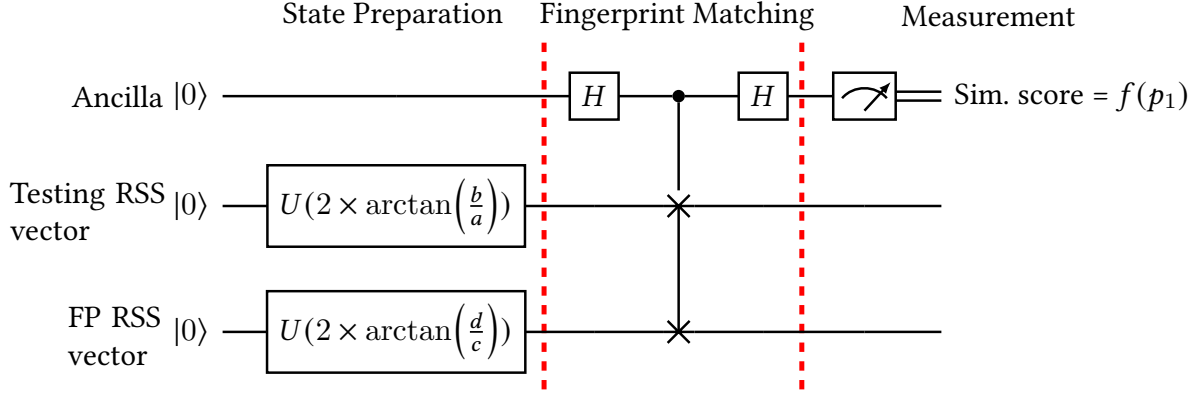 State Preparation Fingerprint Matching Measurement
Ancilla |0⟩ H H Sim. score = f(p₁)
Testing RSS
vector
|0⟩ U(2 × arctan(b/a))
FP RSS
vector
|0⟩ U(2 × arctan(d/c))